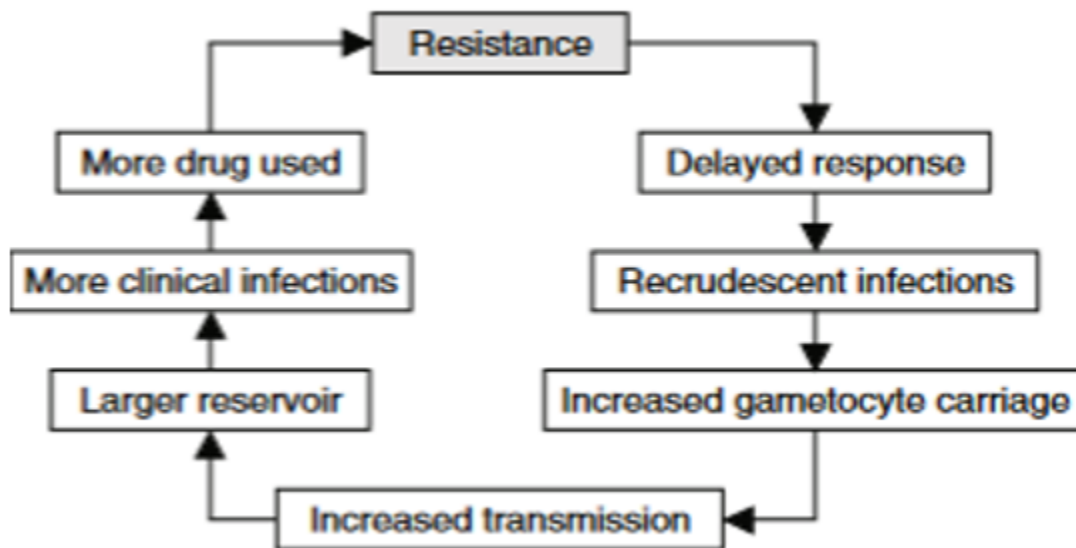 Resistance
More drug used
Delayed response
More clinical infections
Recrudescent infections
Larger reservoir
Increased gametocyte carriage
Increased transmission